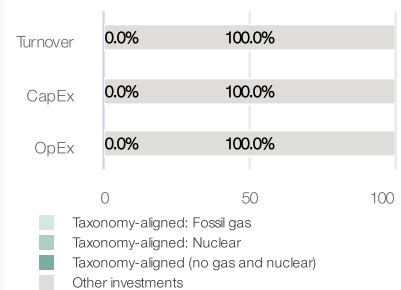 Turnover 0.0% 100.0%
CapEx 0.0% 100.0%
OpEx 0.0% 100.0%
0 50 100
Taxonomy-aligned: Fossil gas
Taxonomy-aligned: Nuclear
Taxonomy-aligned (no gas and nuclear)
Other investments